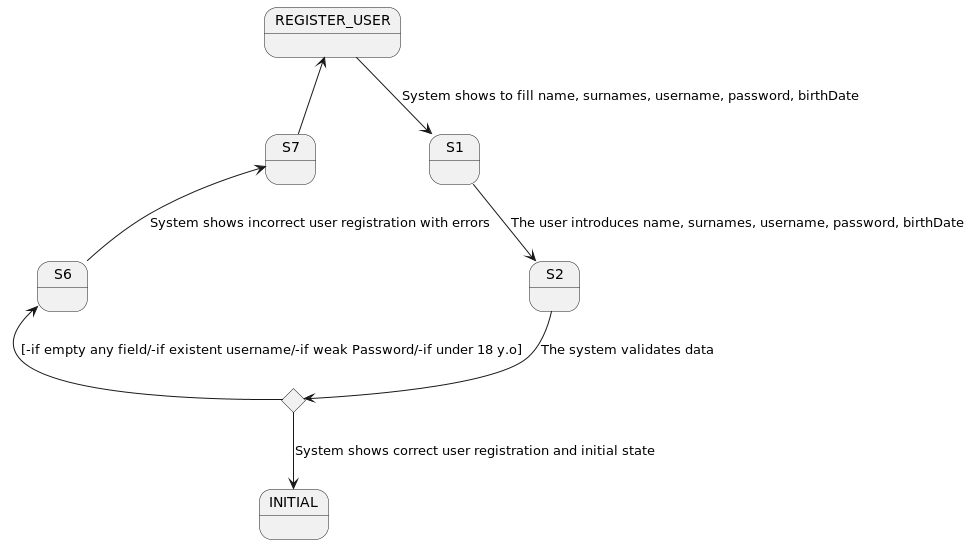 REGISTER_USER
System shows to fill name, surnames, username, password, birthDate
S7
S1
System shows incorrect user registration with errors
The user introduces name, surnames, username, password, birthDate
S6
S2
[-if empty any field/-if existent username/-if weak Password/-if under 18 y.o]
The system validates data
System shows correct user registration and initial state
INITIAL